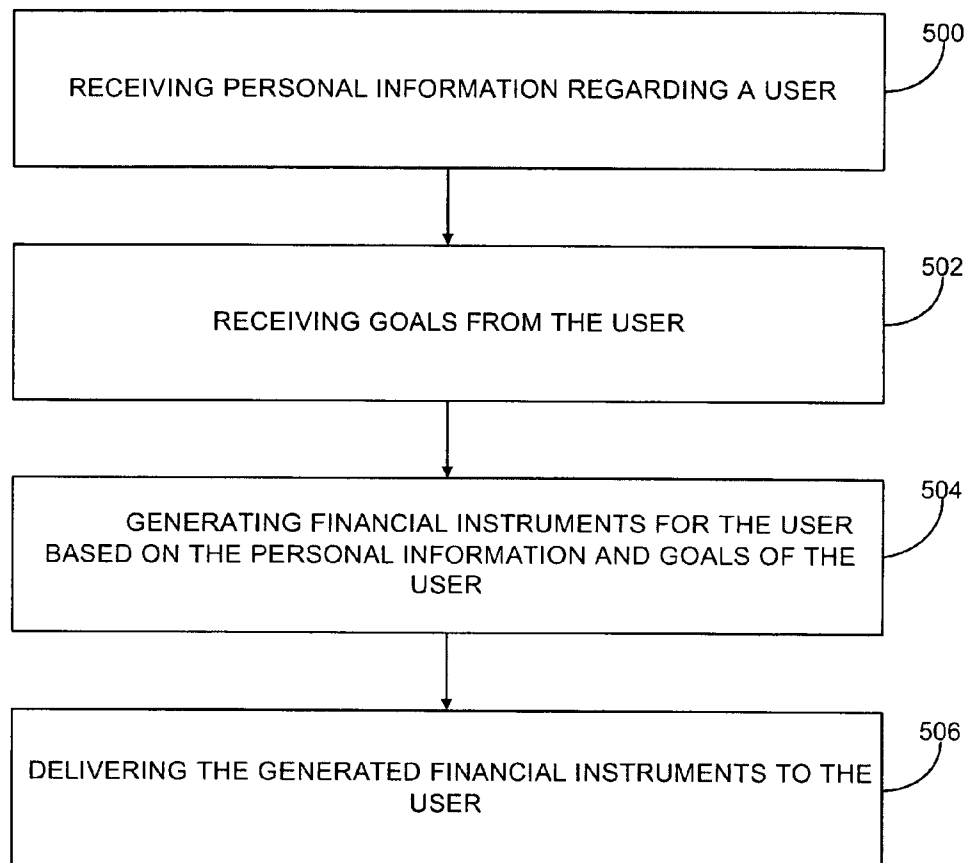 500
RECEIVING PERSONAL INFORMATION REGARDING A USER
502
RECEIVING GOALS FROM THE USER
504
GENERATING FINANCIAL INSTRUMENTS FOR THE USER
BASED ON THE PERSONAL INFORMATION AND GOALS OF THE
USER
506
DELIVERING THE GENERATED FINANCIAL INSTRUMENTS TO THE
USER